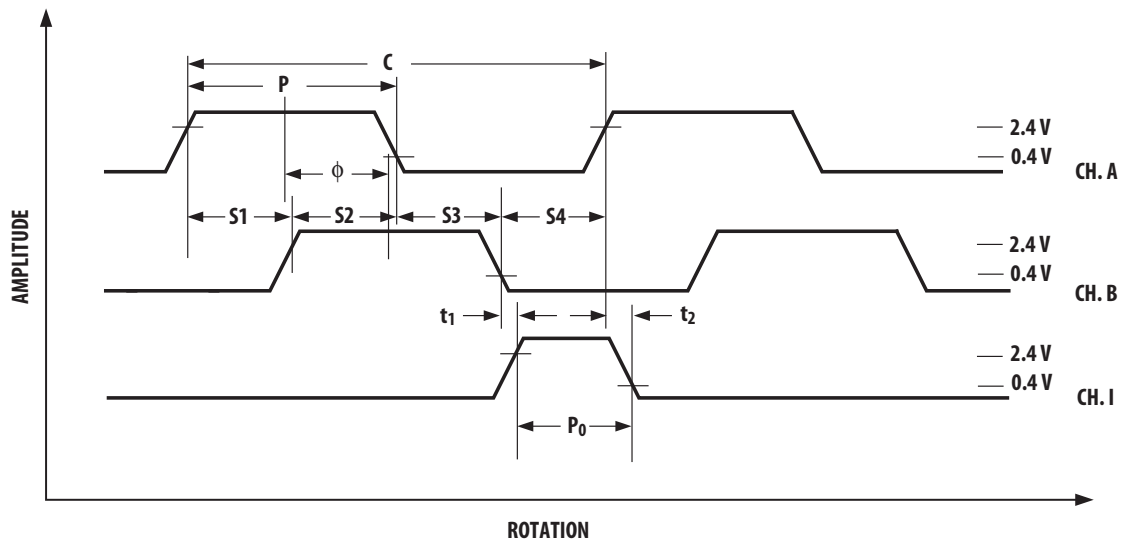 C
P
2.4 V
0.4 V
CH. A
ϕ
S1 S2 S3 S4
AMPLITUDE
2.4 V
0.4 V
CH. B
t1 t2
2.4 V
0.4 V
CH. I
P0
ROTATION